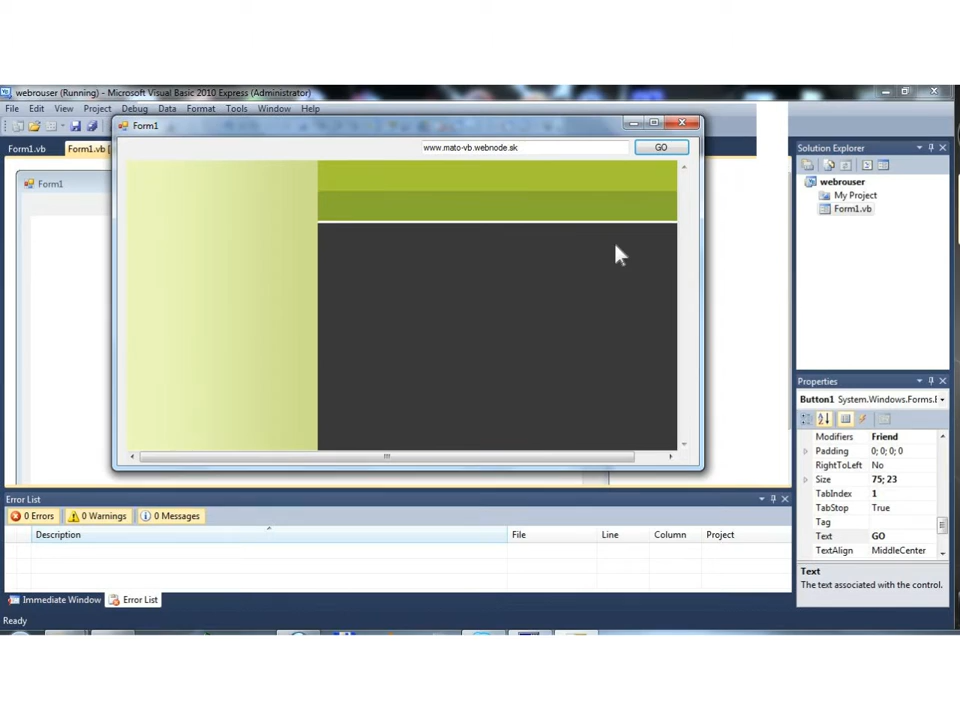 webrouser (Running) - Microsoft Visual Basic 2010 Express (Administrator)
File Edit View Project Debug Data Format Tools Window Help
Form1
www.mato-vb.webnode.sk GO
Form1.vb Form1.vb [
Form1
Solution Explorer
webrouser
My Project
Form1.vb
Properties
Button1 System.Windows.Forms.
Modifiers Friend
Padding 0; 0; 0; 0
RightToLeft No
Size 75; 23
TabIndex 1
TabStop True
Tag
Text GO
TextAlign MiddleCenter
Text
The text associated with the control.
Error List
0 Errors 0 Warnings 0 Messages
Description File Line Column Project
Immediate Window Error List
Ready